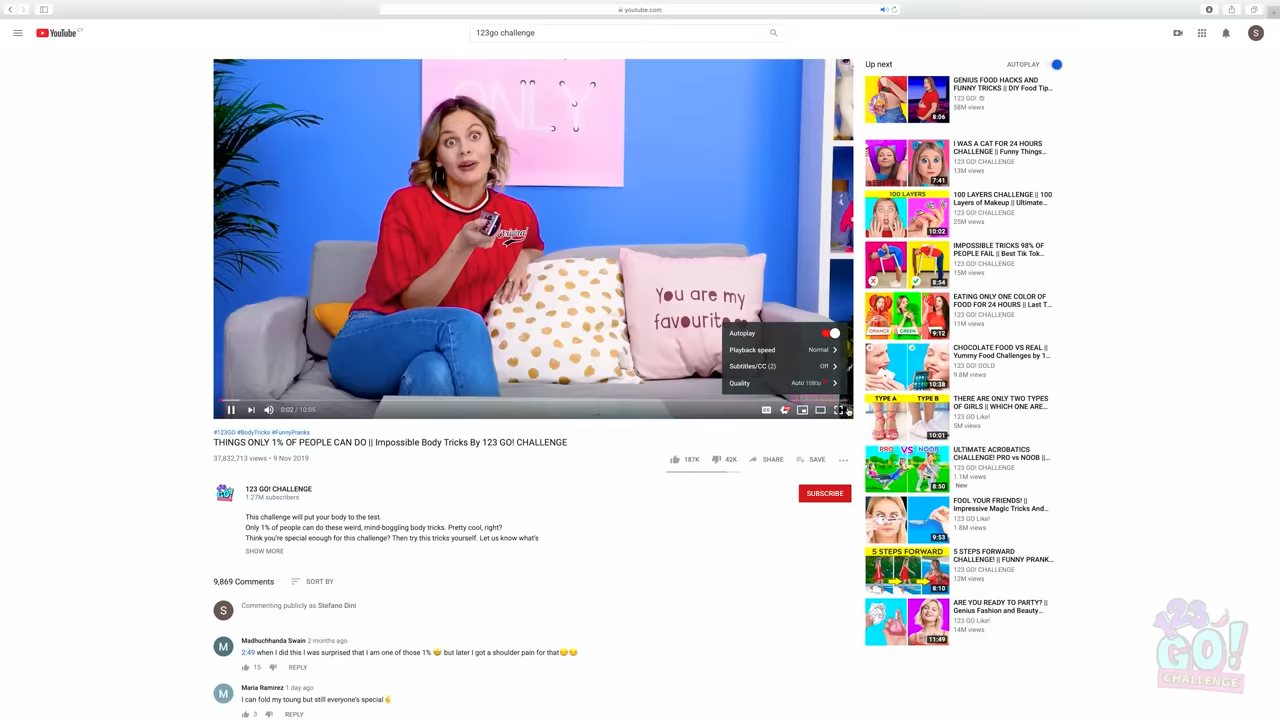 youtube.com
YouTube CY
123go challenge
S
ONLY
Original
You are my
favourite
Autoplay
Playback speed Normal
Subtitles/CC (2) Off
Quality Auto 1080p
0:02 / 10:05
#123GO #BodyTricks #FunnyPranks
THINGS ONLY 1% OF PEOPLE CAN DO || Impossible Body Tricks By 123 GO! CHALLENGE
37,832,713 views • 9 Nov 2019
187K 42K SHARE SAVE
123 GO! CHALLENGE
1.27M subscribers
SUBSCRIBE
This challenge will put your body to the test.
Only 1% of people can do these weird, mind-boggling body tricks. Pretty cool, right?
Think you're special enough for this challenge? Then try this tricks yourself. Let us know what's
SHOW MORE
9,869 Comments SORT BY
S
Commenting publicly as Stefano Dini
M
Madhuchhanda Swain 2 months ago
2:49 when I did this I was surprised that I am one of those 1% 😄 but later I got a shoulder pain for that😔😔
15 REPLY
M
Maria Ramirez 1 day ago
I can fold my toung but still everyone's special☝
3 REPLY
Up next AUTOPLAY
GENIUS FOOD HACKS AND
FUNNY TRICKS || DIY Food Tip...
123 GO!
58M views
8:06
I WAS A CAT FOR 24 HOURS
CHALLENGE || Funny Things...
123 GO! CHALLENGE
13M views
7:41
100 LAYERS
100 LAYERS CHALLENGE || 100
Layers of Makeup || Ultimate...
123 GO! CHALLENGE
25M views
10:02
IMPOSSIBLE TRICKS 98% OF
PEOPLE FAIL || Best Tik Tok...
123 GO! CHALLENGE
15M views
8:54
EATING ONLY ONE COLOR OF
FOOD FOR 24 HOURS || Last T...
123 GO! CHALLENGE
11M views
ORANGE GREEN
9:12
CHOCOLATE FOOD VS REAL ||
Yummy Food Challenges by 1...
123 GO! GOLD
9.8M views
10:38
TYPE A TYPE B
THERE ARE ONLY TWO TYPES
OF GIRLS || WHICH ONE ARE...
123 GO Like!
5M views
10:01
PRO vs NOOB
ULTIMATE ACROBATICS
CHALLENGE! PRO vs NOOB ||...
123 GO! CHALLENGE
1.1M views
New
8:50
FOOL YOUR FRIENDS! ||
Impressive Magic Tricks And...
123 GO Like!
1.8M views
9:53
5 STEPS FORWARD
5 STEPS FORWARD
CHALLENGE! || FUNNY PRANK...
123 GO! CHALLENGE
12M views
8:10
ARE YOU READY TO PARTY? ||
Genius Fashion and Beauty...
123 GO Like!
14M views
11:49
123
GO!
CHALLENGE